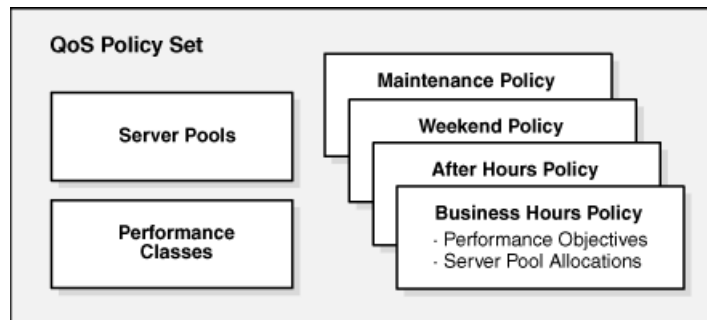 QoS Policy Set
Server Pools
Performance
Classes
Maintenance Policy
Weekend Policy
After Hours Policy
Business Hours Policy
· Performance Objectives
· Server Pool Allocations